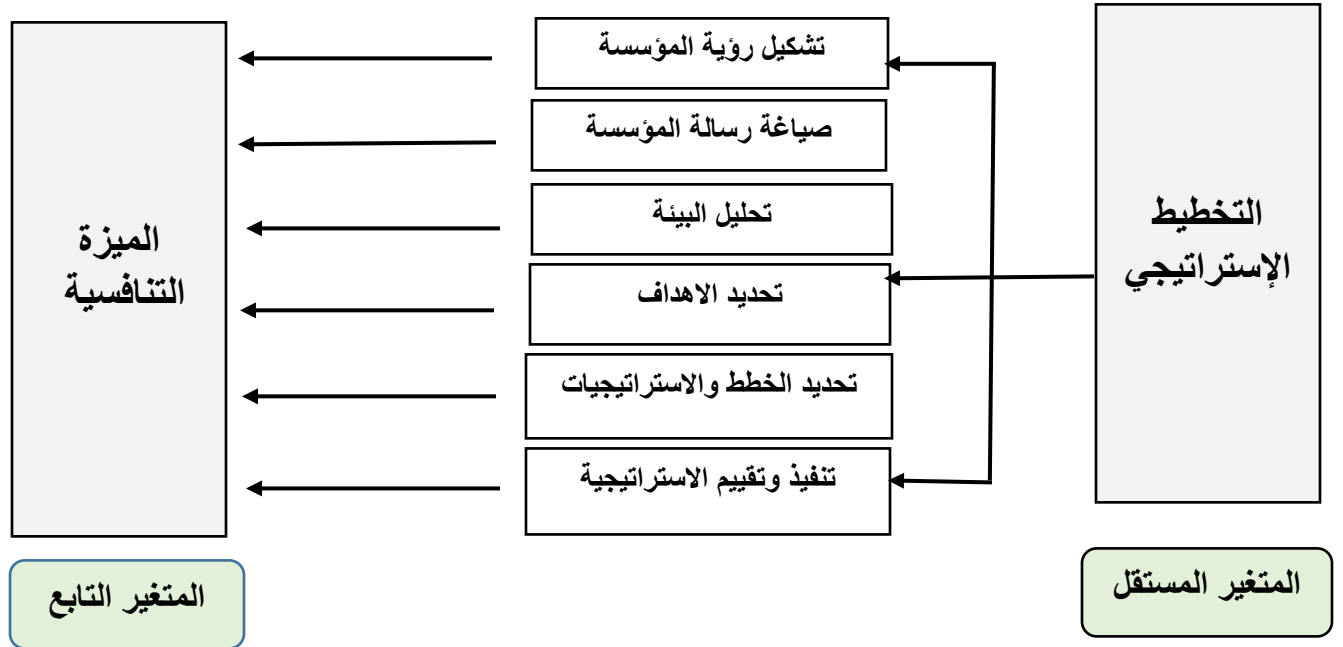 التخطيط
الإستراتيجي
تشكيل رؤية المؤسسة
صياغة رسالة المؤسسة
تحليل البيئة
تحديد الاهداف
تحديد الخطط والاستراتيجيات
تنفيذ وتقييم الاستراتيجية
الميزة
التنافسية
المتغير المستقل
المتغير التابع